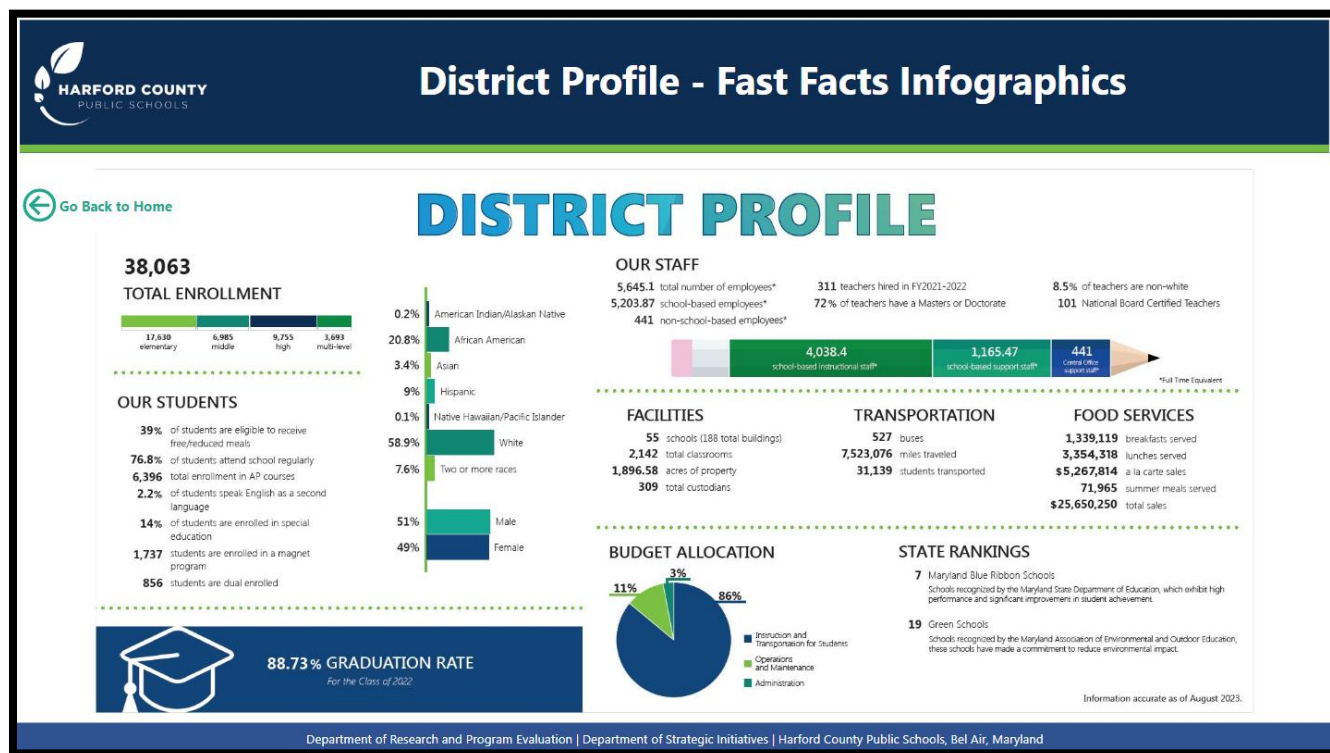 HARFORD COUNTY
PUBLIC SCHOOLS
District Profile - Fast Facts Infographics
Go Back to Home
DISTRICT PROFILE
38,063
TOTAL ENROLLMENT
17,630 6,985 9,755 3,693
elementary middle high multi-level
OUR STUDENTS
39% of students are eligible to receive
free/reduced meals
76.8% of students attend school regularly
6,396 total enrollment in AP courses
2.2% of students speak English as a second
language
14% of students are enrolled in special
education
1,737 students are enrolled in a magnet
program
856 students are dual enrolled
0.2% American Indian/Alaskan Native
20.8% African American
3.4% Asian
9% Hispanic
0.1% Native Hawaiian/Pacific Islander
58.9% White
7.6% Two or more races
51% Male
49% Female
88.73% GRADUATION RATE
For the Class of 2022
OUR STAFF
5,645.1 total number of employees*
5,203.87 school-based employees*
441 non-school-based employees*
311 teachers hired in FY2021-2022
72% of teachers have a Masters or Doctorate
8.5% of teachers are non-white
101 National Board Certified Teachers
4,038.4
school-based instructional staff*
1,165.47
school-based support staff*
441
Central Office
support staff*
*Full Time Equivalent
FACILITIES
55 schools (188 total buildings)
2,142 total classrooms
1,896.58 acres of property
309 total custodians
TRANSPORTATION
527 buses
7,523,076 miles traveled
31,139 students transported
FOOD SERVICES
1,339,119 breakfasts served
3,354,318 lunches served
$5,267,814 a la carte sales
71,965 summer meals served
$25,650,250 total sales
BUDGET ALLOCATION
3%
11%
86%
Instruction and
Transportation for Students
Operations
and Maintenance
Administration
STATE RANKINGS
7 Maryland Blue Ribbon Schools
Schools recognized by the Maryland State Department of Education, which exhibit high
performance and significant improvement in student achievement.
19 Green Schools
Schools recognized by the Maryland Association of Environmental and Outdoor Education,
these schools have made a commitment to reduce environmental impact.
Information accurate as of August 2023.
Department of Research and Program Evaluation | Department of Strategic Initiatives | Harford County Public Schools, Bel Air, Maryland